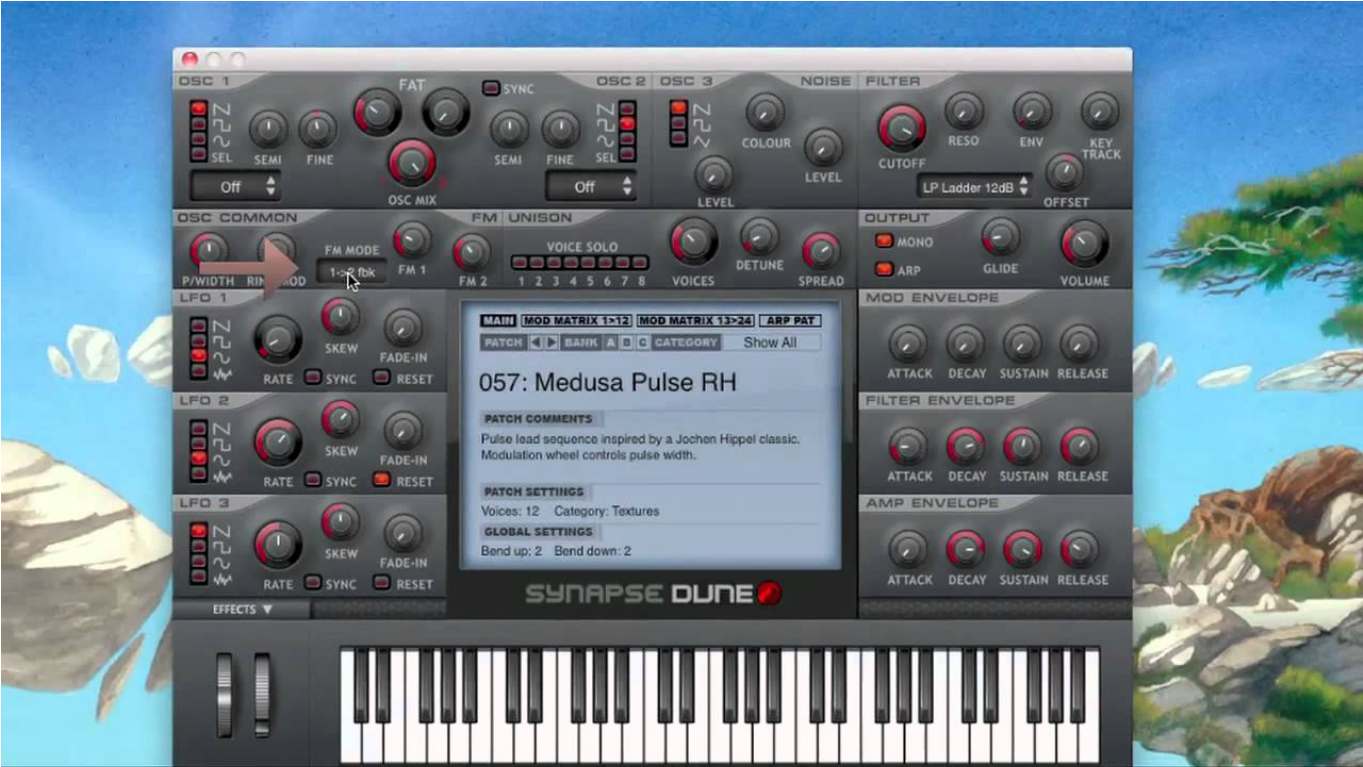 OSC 1
FAT
SYNC
OSC 2
OSC 3
NOISE
FILTER
SEL
SEMI
FINE
OSC MIX
SEMI
FINE
SEL
COLOUR
LEVEL
LEVEL
CUTOFF
RESO
ENV
KEY
TRACK
Off
Off
LP Ladder 12dB
OFFSET
OSC COMMON
FM
UNISON
OUTPUT
P/WIDTH
FM MODE
1->2 fbk
FM 1
FM 2
VOICE SOLO
1 2 3 4 5 6 7 8
VOICES
DETUNE
SPREAD
MONO
ARP
GLIDE
VOLUME
LFO 1
RATE
SKEW
SYNC
FADE-IN
RESET
LFO 2
RATE
SKEW
SYNC
FADE-IN
RESET
LFO 3
RATE
SKEW
SYNC
FADE-IN
RESET
MAIN MOD MATRIX 1>12 MOD MATRIX 13>24 ARP PAT
PATCH BANK A B C CATEGORY Show All
057: Medusa Pulse RH
PATCH COMMENTS
Pulse lead sequence inspired by a Jochen Hippel classic.
Modulation wheel controls pulse width.
PATCH SETTINGS
Voices: 12 Category: Textures
GLOBAL SETTINGS
Bend up: 2 Bend down: 2
SYNAPSE DUNE
MOD ENVELOPE
ATTACK DECAY SUSTAIN RELEASE
FILTER ENVELOPE
ATTACK DECAY SUSTAIN RELEASE
AMP ENVELOPE
ATTACK DECAY SUSTAIN RELEASE
EFFECTS